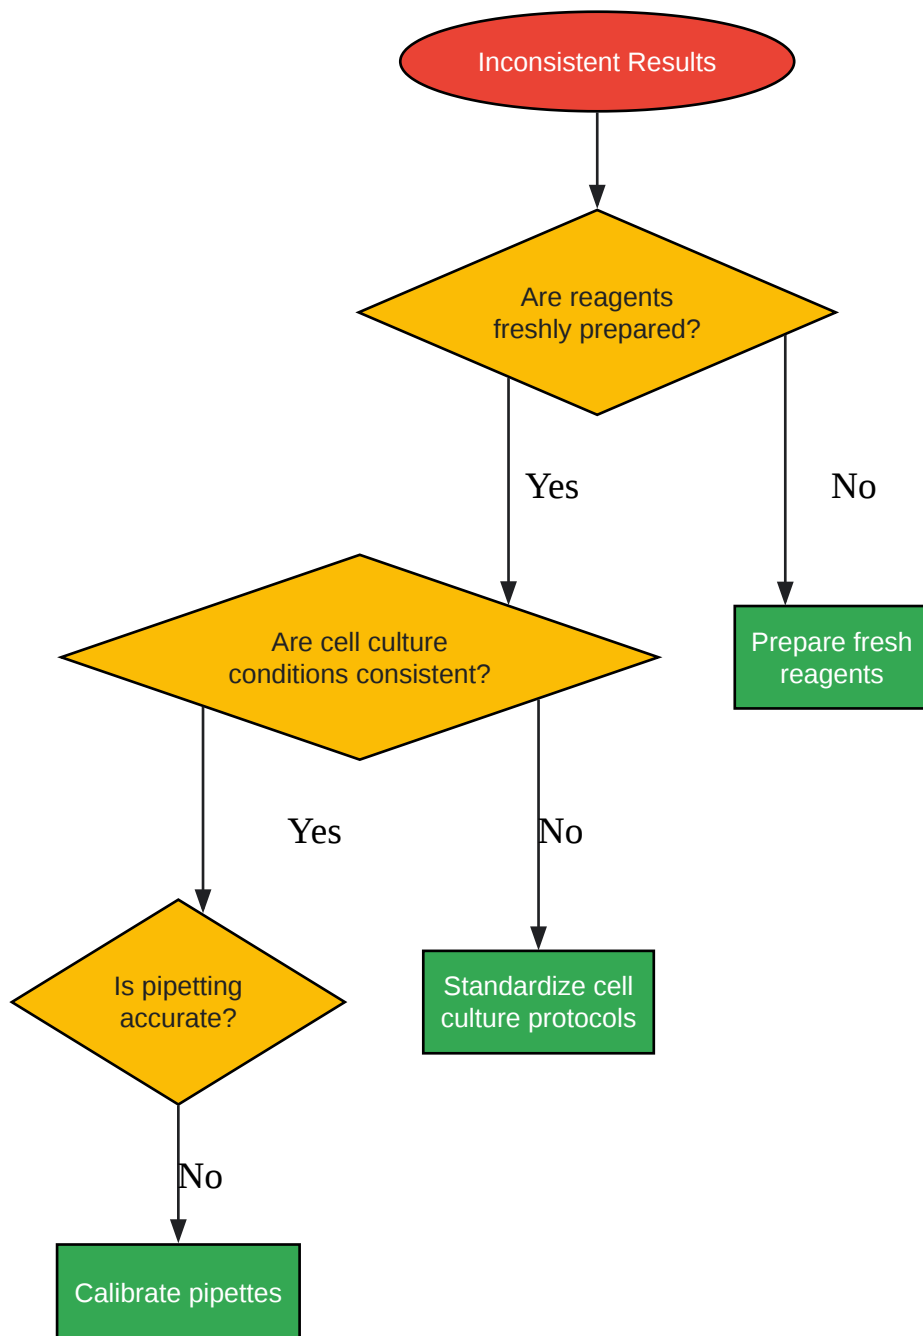 Inconsistent Results
Are reagents
freshly prepared?
Yes
No
Are cell culture
conditions consistent?
Prepare fresh
reagents
Yes
No
Is pipetting
accurate?
Standardize cell
culture protocols
No
Calibrate pipettes